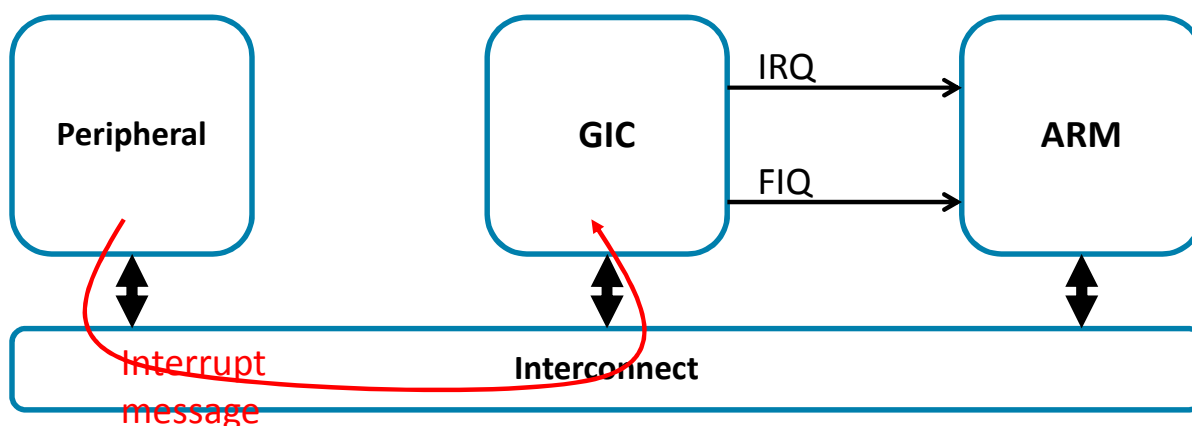 IRQ
Peripheral
GIC
ARM
FIQ
Interrupt
message
Interconnect